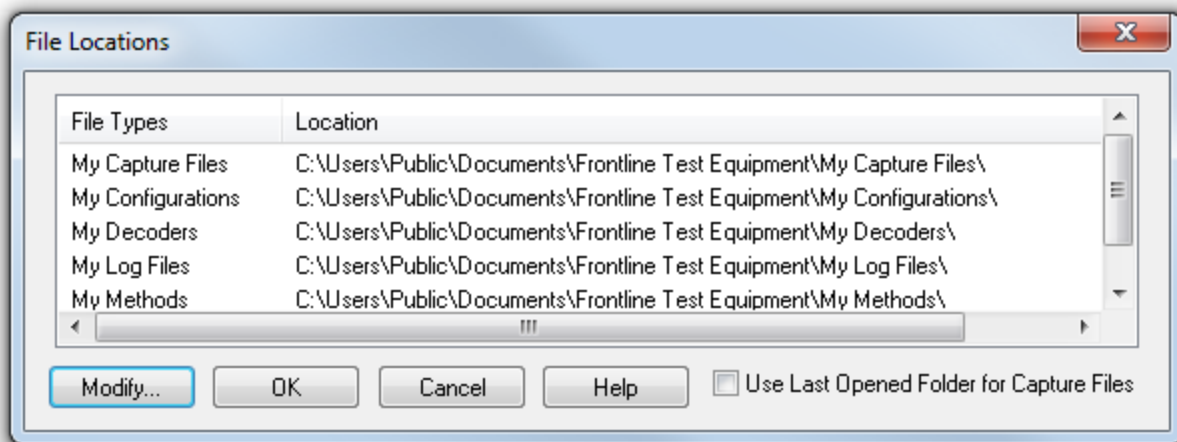 File Locations
File Types Location
My Capture Files C:\Users\Public\Documents\Frontline Test Equipment\My Capture Files\
My Configurations C:\Users\Public\Documents\Frontline Test Equipment\My Configurations\
My Decoders C:\Users\Public\Documents\Frontline Test Equipment\My Decoders\
My Log Files C:\Users\Public\Documents\Frontline Test Equipment\My Log Files\
My Methods C:\Users\Public\Documents\Frontline Test Equipment\My Methods\
Modify... OK Cancel Help Use Last Opened Folder for Capture Files